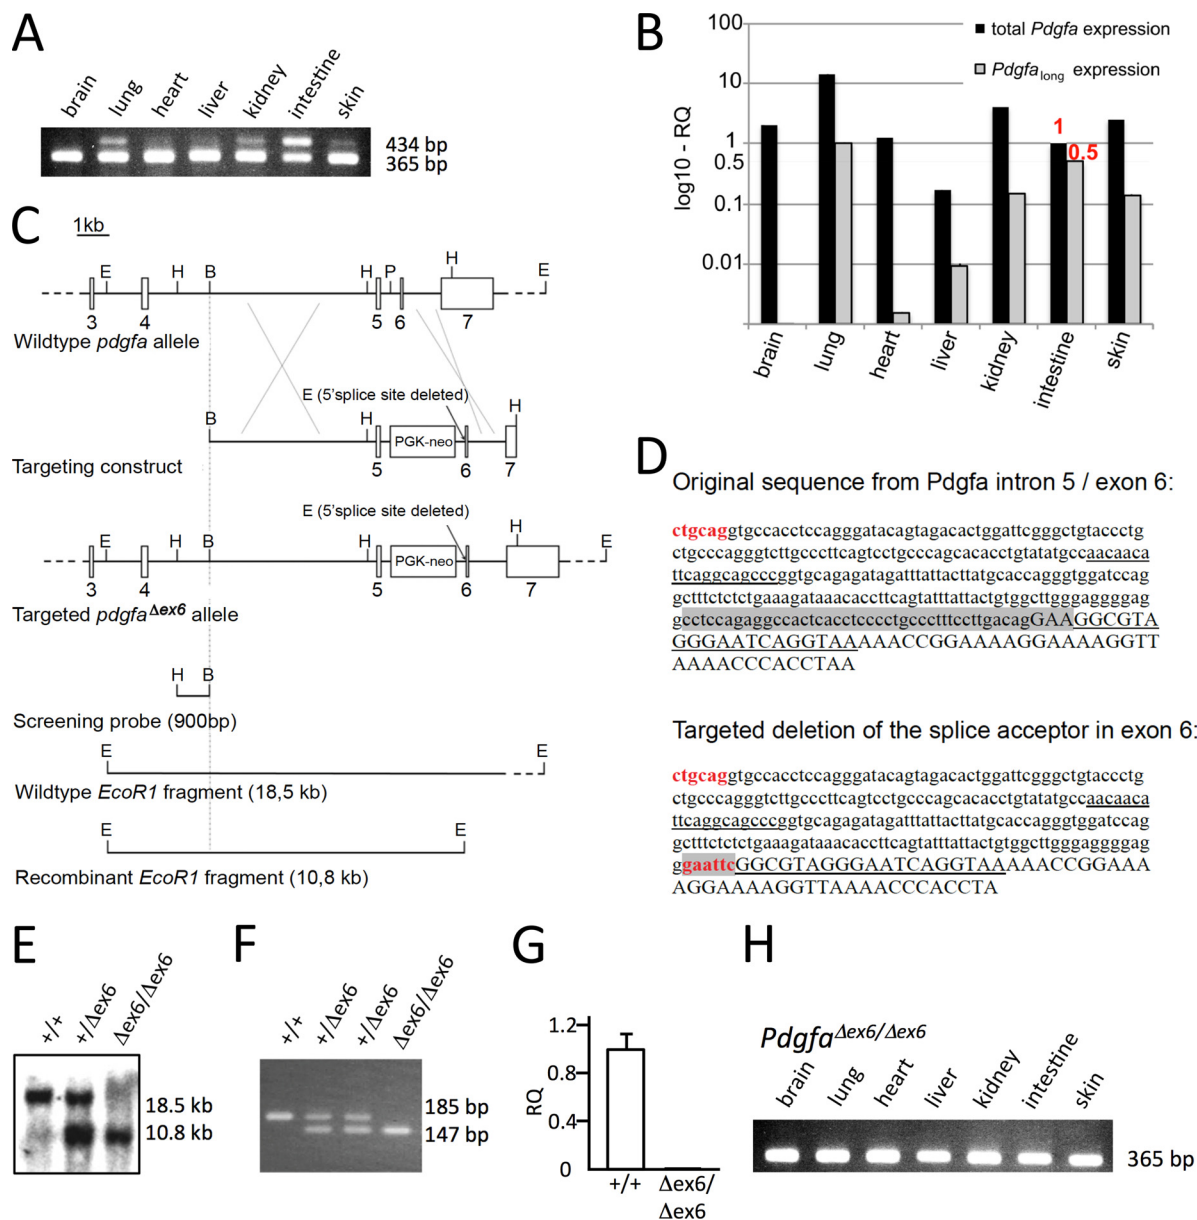 A
brain
lung
heart
liver
kidney
intestine
skin
434 bp
365 bp
B
total Pdgfa expression
Pdgfa long expression
log10 - RQ
100
10
1
0.5
0.1
0.01
1
0.5
brain
lung
heart
liver
kidney
intestine
skin
C
1kb
E H B H P H E
3 4 5 6 7
Wildtype pdgfa allele
E (5'splice site deleted)
B H H
PGK-neo
5 6 7
Targeting construct
E (5'splice site deleted)
E H B H H E
PGK-neo
3 4 5 6 7
Targeted pdgfa Δex6 allele
H B
Screening probe (900bp)
E E
Wildtype EcoR1 fragment (18,5 kb)
E E
Recombinant EcoR1 fragment (10,8 kb)
D
Original sequence from Pdgfa intron 5 / exon 6:
ctgcaggtgccacctccagggatacagtagacactggattcgggctgtaccctg
ctgcccagggtcttgcccttcagtcctgcccagcacacctgtatatgccaacaaca
ttcaggcagcccggtgcagagatagatttattacttatgcaccagggtggatccag
gctttctctctgaaagataaacaccttcagtatttattactgtggcttgggaggggag
gcctccagaggccactcacctcccctgccctttccttgacagGAAGGCGTA
GGGAATCAGGTAAAAACCGGAAAAGGAAAAGGTT
AAAACCCACCTAA
Targeted deletion of the splice acceptor in exon 6:
ctgcaggtgccacctccagggatacagtagacactggattcgggctgtaccctg
ctgcccagggtcttgcccttcagtcctgcccagcacacctgtatatgccaacaaca
ttcaggcagcccggtgcagagatagatttattacttatgcaccagggtggatccag
gctttctctctgaaagataaacaccttcagtatttattactgtggcttgggaggggag
ggaattcGGCGTAGGGAATCAGGTAAAAACCGGAAA
AGGAAAAGGTTAAAACCCACCTA
E
+/+
+/Δex6
Δex6/Δex6
18.5 kb
10.8 kb
F
+/+
+/Δex6
+/Δex6
Δex6/Δex6
185 bp
147 bp
G
RQ
1.2
0.8
0.4
0
+/+
Δex6/
Δex6
H
Pdgfa Δex6/Δex6
brain
lung
heart
liver
kidney
intestine
skin
365 bp